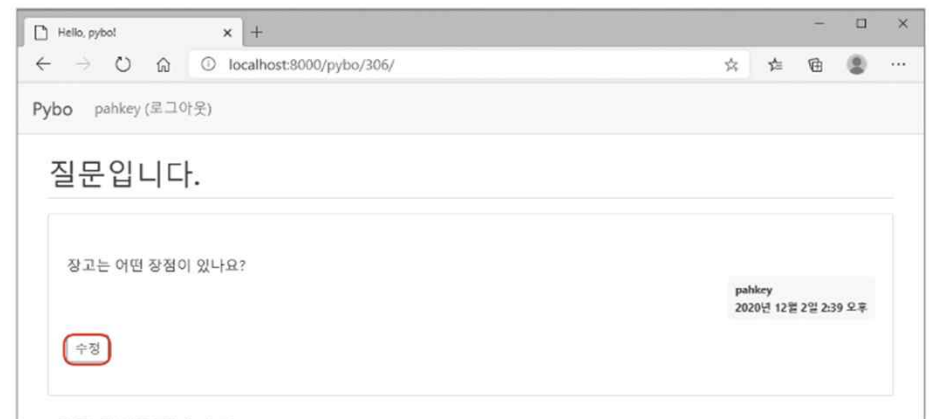 Hello, pybo!
localhost:8000/pybo/306/
Pybo pahkey (로그아웃)
질문입니다.
장고는 어떤 장점이 있나요?
pahkey
2020년 12월 2일 2:39 오후
수정